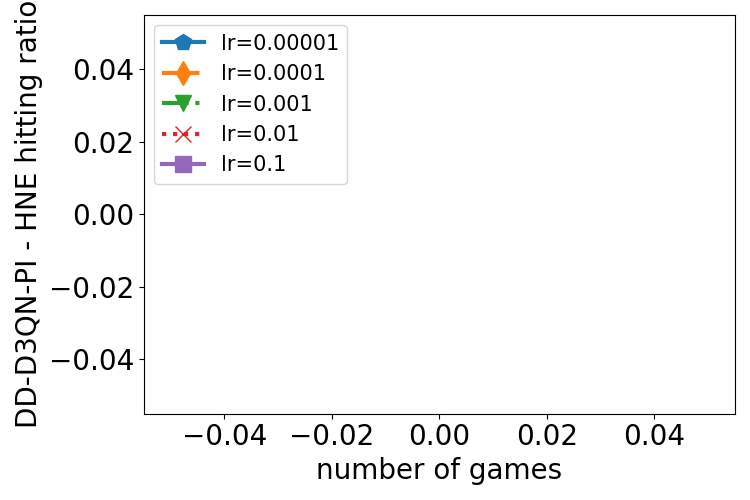 DD-D3QN-PI - HNE hitting ratio
0.04
0.02
0.00
−0.02
−0.04
lr=0.00001
lr=0.0001
lr=0.001
lr=0.01
lr=0.1
−0.04 −0.02 0.00 0.02 0.04
number of games